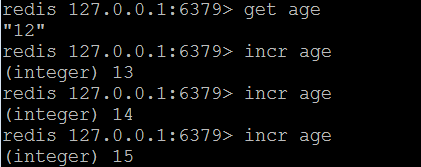 redis 127.0.0.1:6379> get age
"12"
redis 127.0.0.1:6379> incr age
(integer) 13
redis 127.0.0.1:6379> incr age
(integer) 14
redis 127.0.0.1:6379> incr age
(integer) 15